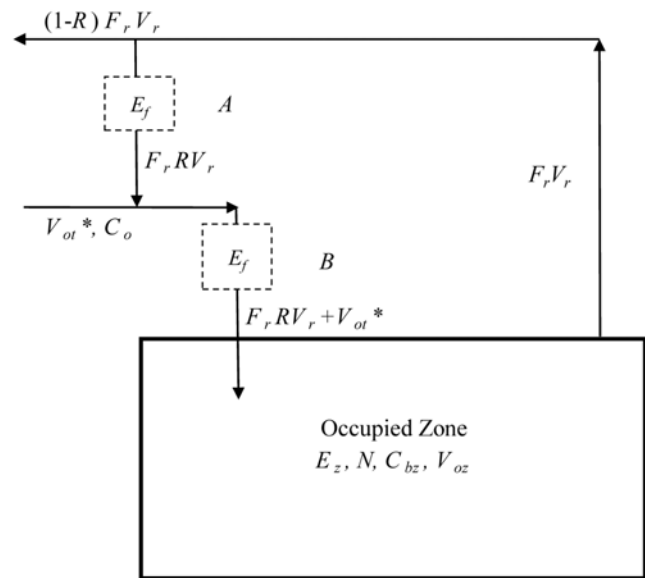 (1-R) F_r V_r
E_f A
F_r R V_r
F_r V_r
V_ot *, C_o
E_f B
F_r R V_r + V_ot *
Occupied Zone
E_z, N, C_bz, V_oz